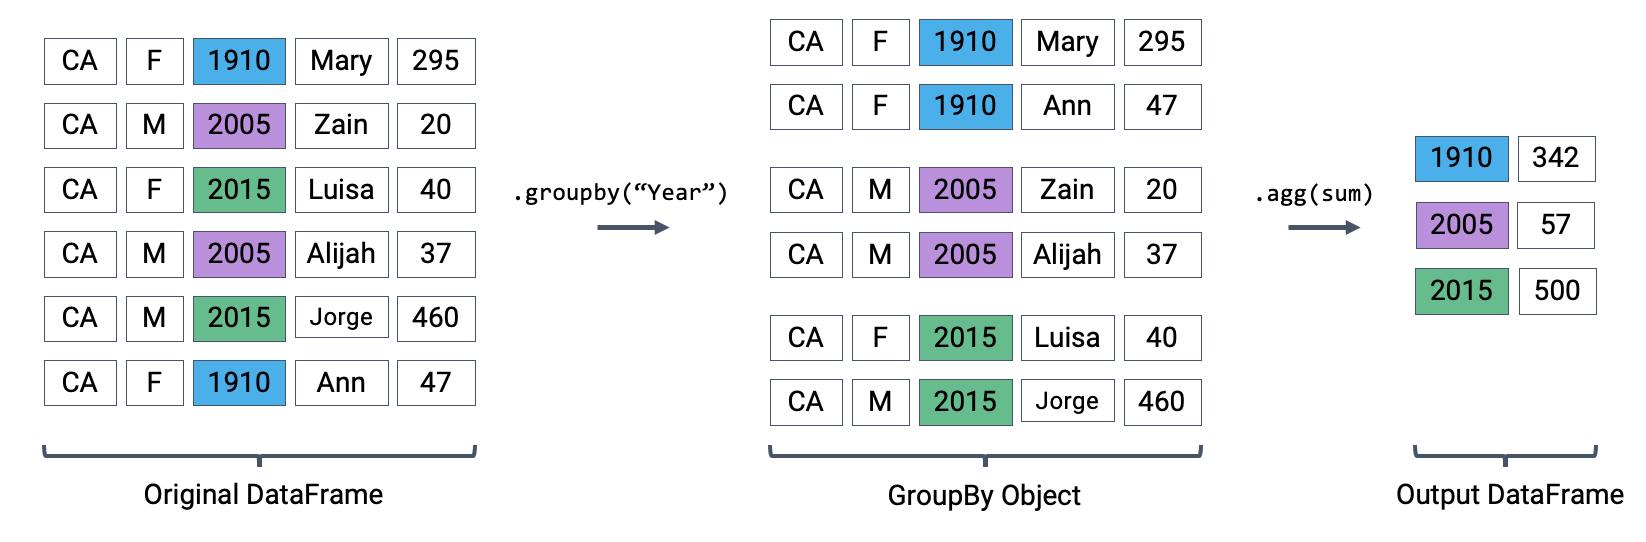 CA F 1910 Mary 295
CA M 2005 Zain 20
CA F 2015 Luisa 40
CA M 2005 Alijah 37
CA M 2015 Jorge 460
CA F 1910 Ann 47
Original DataFrame
.groupby(“Year”)
CA F 1910 Mary 295
CA F 1910 Ann 47
CA M 2005 Zain 20
CA M 2005 Alijah 37
CA F 2015 Luisa 40
CA M 2015 Jorge 460
GroupBy Object
.agg(sum)
1910 342
2005 57
2015 500
Output DataFrame